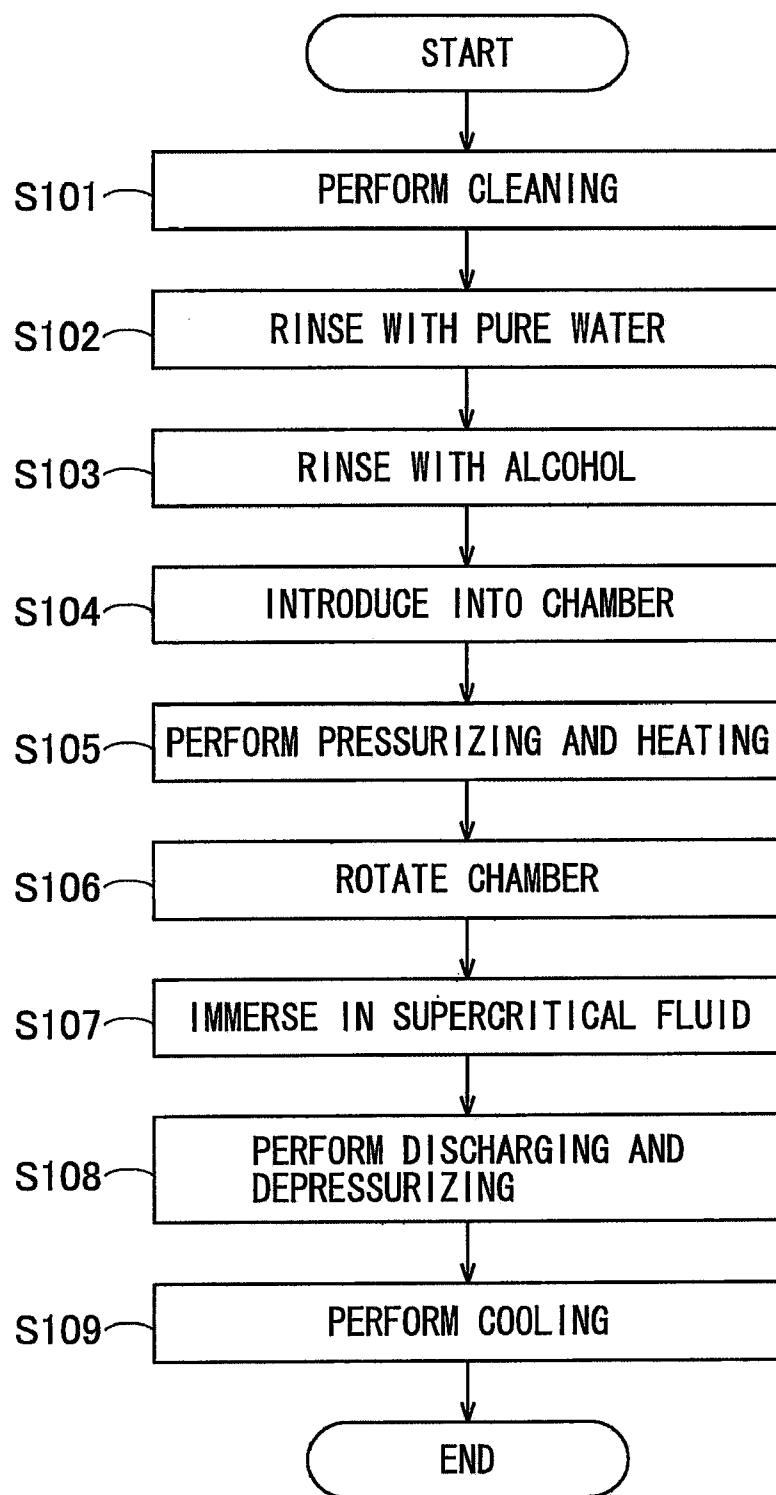 START
S101 PERFORM CLEANING
S102 RINSE WITH PURE WATER
S103 RINSE WITH ALCOHOL
S104 INTRODUCE INTO CHAMBER
S105 PERFORM PRESSURIZING AND HEATING
S106 ROTATE CHAMBER
S107 IMMERSE IN SUPERCRITICAL FLUID
S108 PERFORM DISCHARGING AND
DEPRESSURIZING
S109 PERFORM COOLING
END